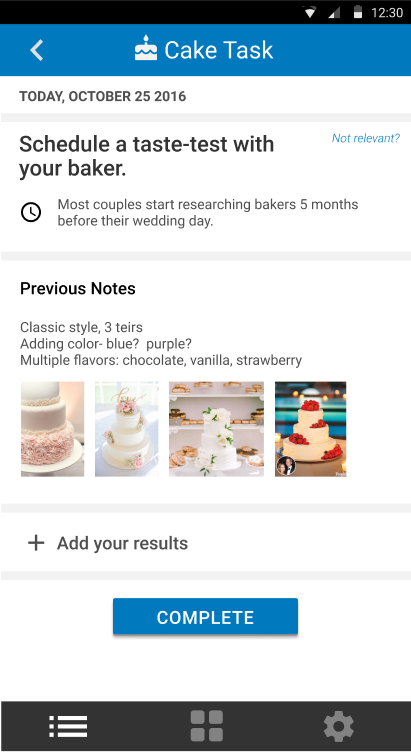 12:30
Cake Task
TODAY, OCTOBER 25 2016
Schedule a taste-test with
your baker.
Not relevant?
Most couples start researching bakers 5 months
before their wedding day.
Previous Notes
Classic style, 3 teirs
Adding color- blue?  purple?
Multiple flavors: chocolate, vanilla, strawberry
Add your results
COMPLETE